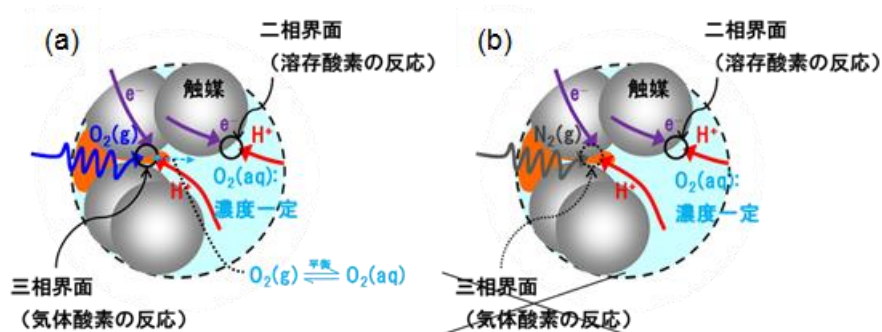 (a)
二相界面
(溶存酸素の反応)
触媒
e⁻
e⁻
H⁺
O₂(g)
H⁺
O₂(aq):
濃度一定
平衡
O₂(g) ⇌ O₂(aq)
三相界面
(気体酸素の反応)
(b)
二相界面
(溶存酸素の反応)
触媒
e⁻
e⁻
H⁺
N₂(g)
H⁺
O₂(aq):
濃度一定
三相界面
(気体酸素の反応)